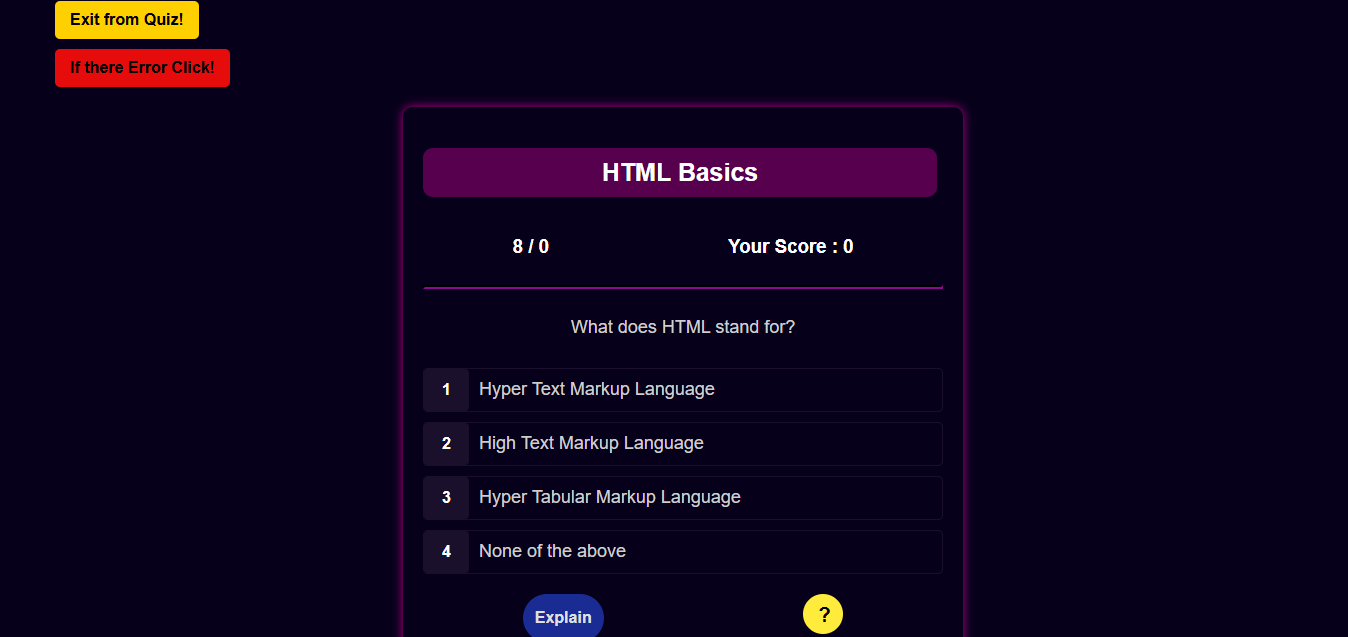 Exit from Quiz!
If there Error Click!
HTML Basics
8 / 0
Your Score : 0
What does HTML stand for?
1 Hyper Text Markup Language
2 High Text Markup Language
3 Hyper Tabular Markup Language
4 None of the above
Explain
?